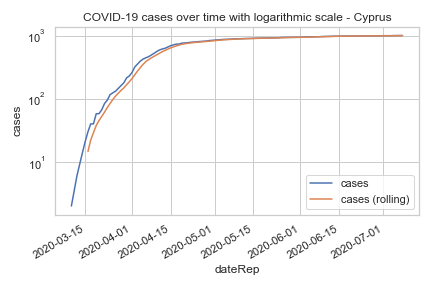 COVID-19 cases over time with logarithmic scale - Cyprus
10³
10²
10¹
cases
cases
cases (rolling)
2020-03-15
2020-04-01
2020-04-15
2020-05-01
2020-05-15
2020-06-01
2020-06-15
2020-07-01
dateRep